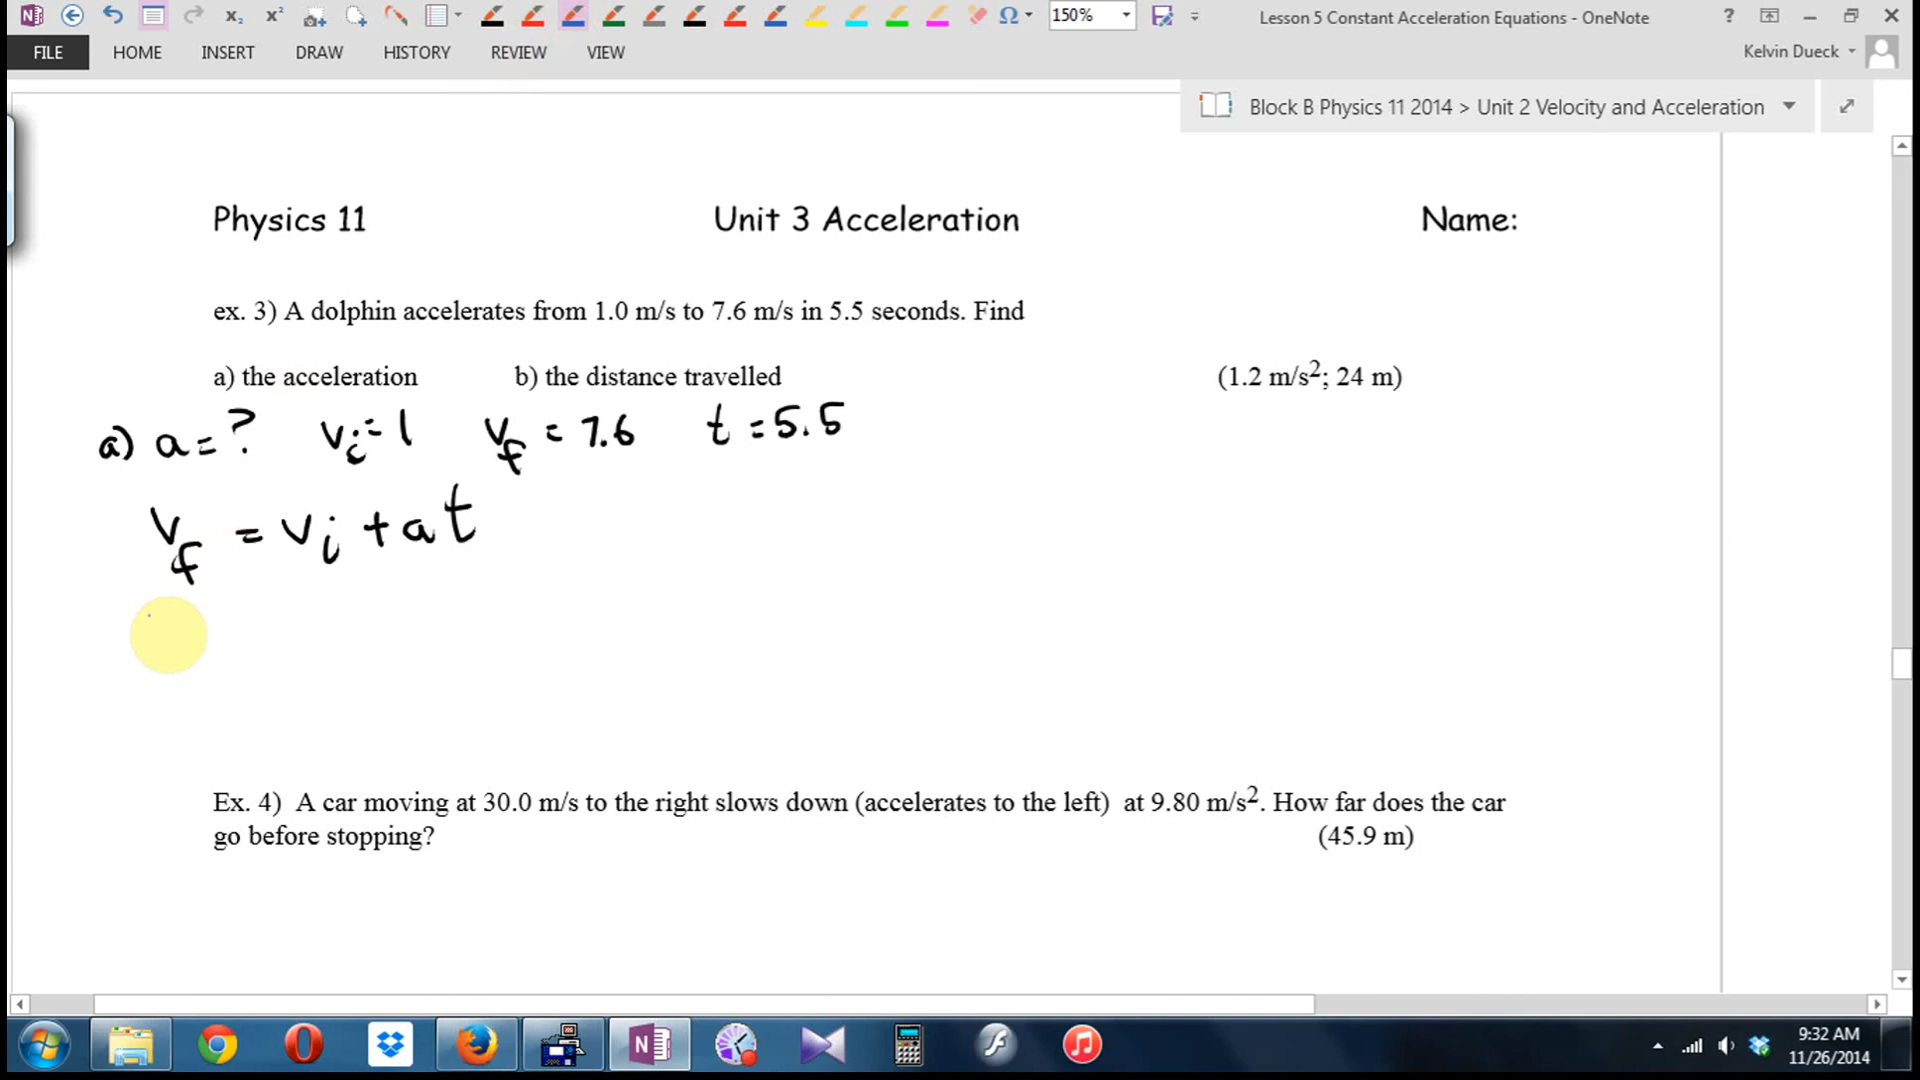 150%
Lesson 5 Constant Acceleration Equations - OneNote
FILE HOME INSERT DRAW HISTORY REVIEW VIEW
Kelvin Dueck
Block B Physics 11 2014 > Unit 2 Velocity and Acceleration
Physics 11 Unit 3 Acceleration Name:
ex. 3) A dolphin accelerates from 1.0 m/s to 7.6 m/s in 5.5 seconds. Find
a) the acceleration b) the distance travelled (1.2 m/s²; 24 m)
a) a = ? vi = 1 vf = 7.6 t = 5.5
vf = vi + at
Ex. 4) A car moving at 30.0 m/s to the right slows down (accelerates to the left) at 9.80 m/s². How far does the car
go before stopping? (45.9 m)
9:32 AM
11/26/2014